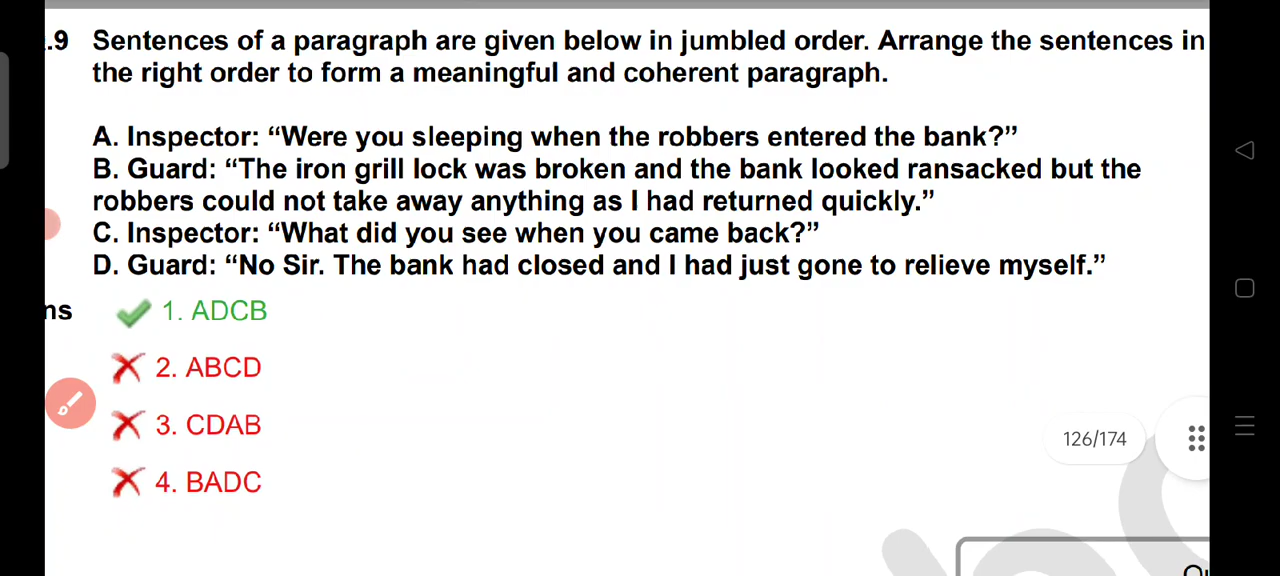 .9 Sentences of a paragraph are given below in jumbled order. Arrange the sentences in
the right order to form a meaningful and coherent paragraph.
A. Inspector: “Were you sleeping when the robbers entered the bank?”
B. Guard: “The iron grill lock was broken and the bank looked ransacked but the
robbers could not take away anything as I had returned quickly.”
C. Inspector: “What did you see when you came back?”
D. Guard: “No Sir. The bank had closed and I had just gone to relieve myself.”
ns 1. ADCB
2. ABCD
3. CDAB
4. BADC
126/174